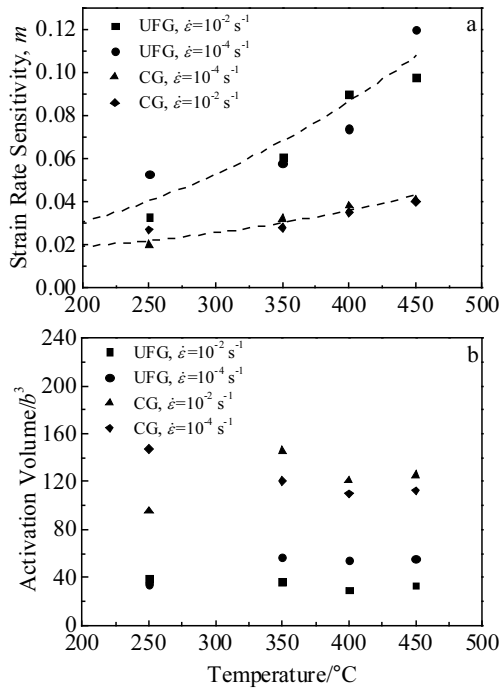 a
UFG, ε̇=10⁻² s⁻¹
UFG, ε̇=10⁻⁴ s⁻¹
CG, ε̇=10⁻⁴ s⁻¹
CG, ε̇=10⁻² s⁻¹
Strain Rate Sensitivity, m
0.12
0.10
0.08
0.06
0.04
0.02
0.00
200 250 300 350 400 450 500
b
UFG, ε̇=10⁻² s⁻¹
UFG, ε̇=10⁻⁴ s⁻¹
CG, ε̇=10⁻² s⁻¹
CG, ε̇=10⁻⁴ s⁻¹
Activation Volume/b³
240
200
160
120
80
40
0
200 250 300 350 400 450 500
Temperature/°C